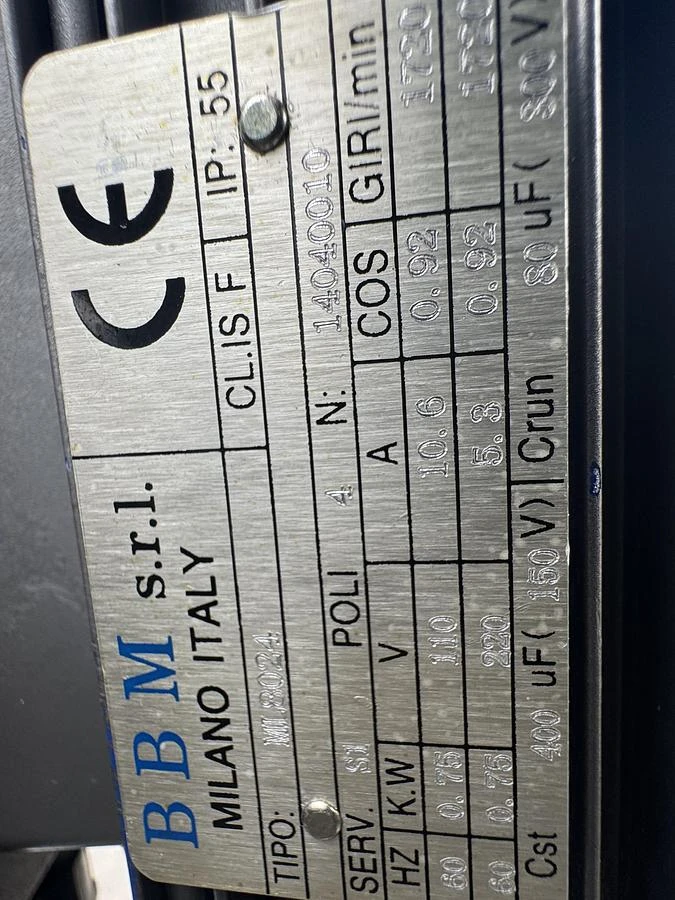 BBM s.r.l. CE
MILANO ITALY CL.IS F IP: 55
TIPO: ML8024
SERV. S1 POLI 4 N: 14040010
HZ K.W V A COS GIRI/min
60 0.75 110 10.6 0.92 1720
60 0.75 220 5.3 0.92 1720
Cst 400 uF( 150 V) Crun 80 uF( V)